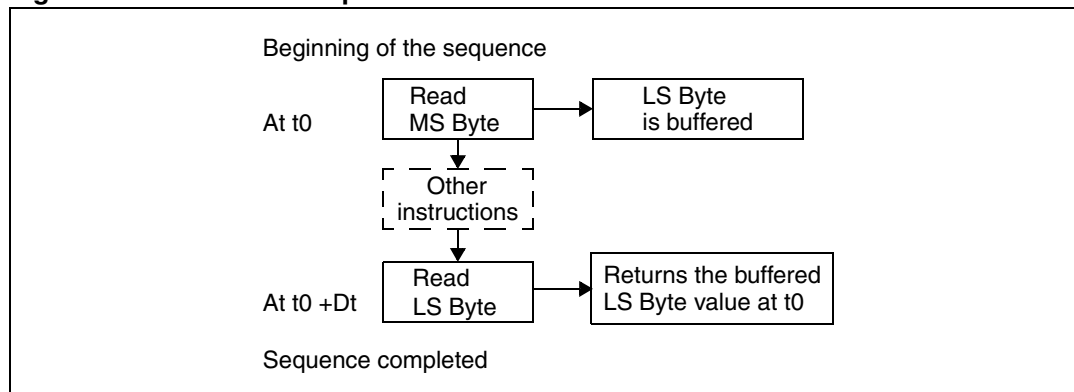 Beginning of the sequence
At t0
Read
MS Byte
LS Byte
is buffered
Other
instructions
At t0 +Dt
Read
LS Byte
Returns the buffered
LS Byte value at t0
Sequence completed